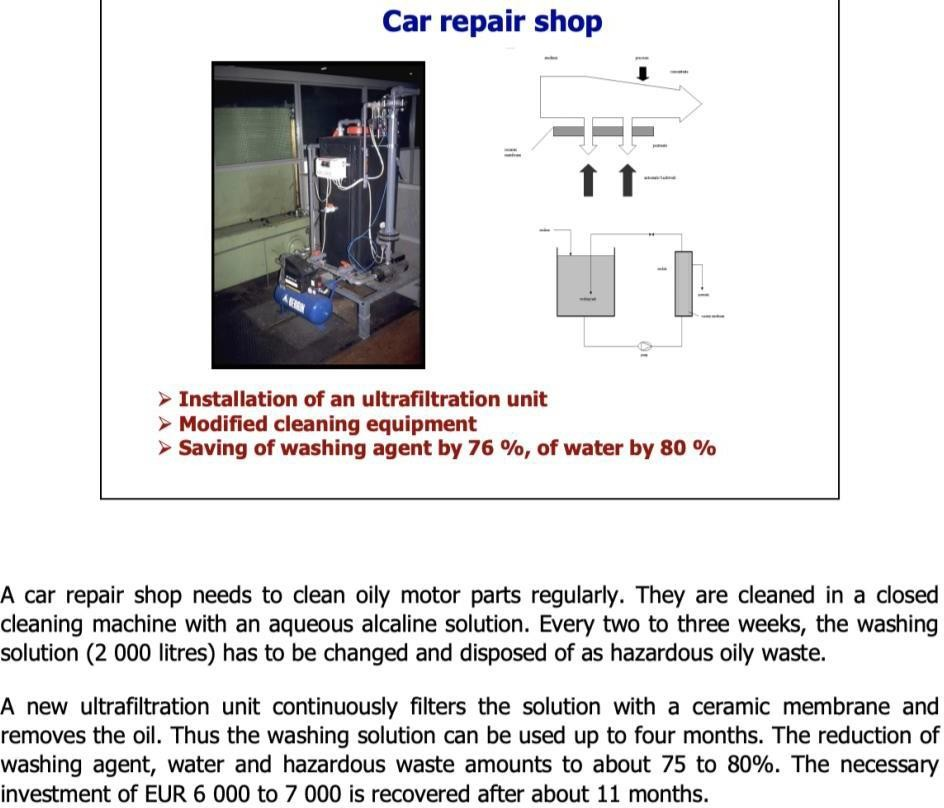 Car repair shop
➢ Installation of an ultrafiltration unit
➢ Modified cleaning equipment
➢ Saving of washing agent by 76 %, of water by 80 %
A car repair shop needs to clean oily motor parts regularly. They are cleaned in a closed
cleaning machine with an aqueous alcaline solution. Every two to three weeks, the washing
solution (2 000 litres) has to be changed and disposed of as hazardous oily waste.
A new ultrafiltration unit continuously filters the solution with a ceramic membrane and
removes the oil. Thus the washing solution can be used up to four months. The reduction of
washing agent, water and hazardous waste amounts to about 75 to 80%. The necessary
investment of EUR 6 000 to 7 000 is recovered after about 11 months.